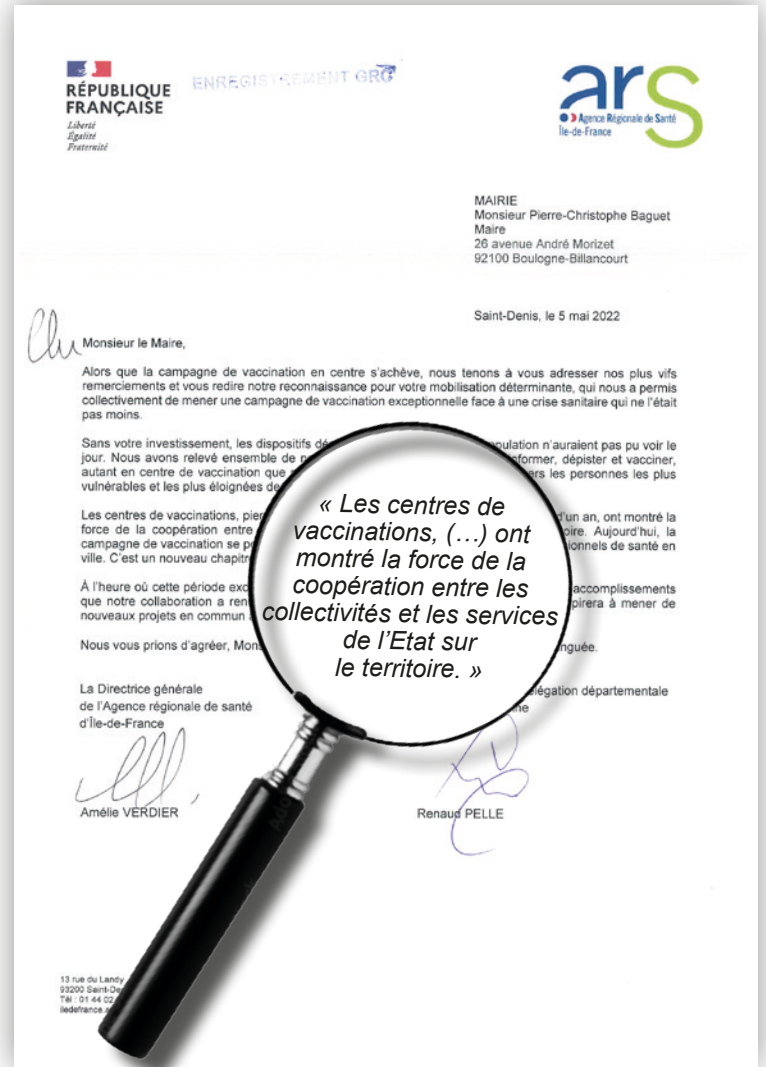 RÉPUBLIQUE
FRANÇAISE
Liberté
Égalité
Fraternité
ENREGISTREMENT GRC
ars
Agence Régionale de Santé
Île-de-France
MAIRIE
Monsieur Pierre-Christophe Baguet
Maire
26 avenue André Morizet
92100 Boulogne-Billancourt
Saint-Denis, le 5 mai 2022
Monsieur le Maire,
Alors que la campagne de vaccination en centre s'achève, nous tenons à vous adresser nos plus vifs
remerciements et vous redire notre reconnaissance pour votre mobilisation déterminante, qui nous a permis
collectivement de mener une campagne de vaccination exceptionnelle face à une crise sanitaire qui ne l'était
pas moins.
Sans votre investissement, les dispositifs opulation n'auraient pas pu voir le
jour. Nous avons relevé ensemble de former, dépister et vacciner,
autant en centre de vaccination que ers les personnes les plus
vulnérables et les plus éloignées de
Les centres de vaccinations, d'un an, ont montré la
force de la coopération entre oire. Aujourd'hui, la
campagne de vaccination se ionnels de santé en
ville. C'est un nouveau chapitre
À l'heure où cette période accomplissements
que notre collaboration a pirera à mener de
nouveaux projets en commun
Nous vous prions d'agréer, nguée.
« Les centres de
vaccinations, (…) ont
montré la force de la
coopération entre les
collectivités et les services
de l'Etat sur
le territoire. »
La Directrice générale
de l'Agence régionale de santé
d'Île-de-France
élégation départementale
Amélie VERDIER
Renaud PELLE
13 rue du Landy
93200 Saint-De
Tél : 01 44 02
iledefrance.